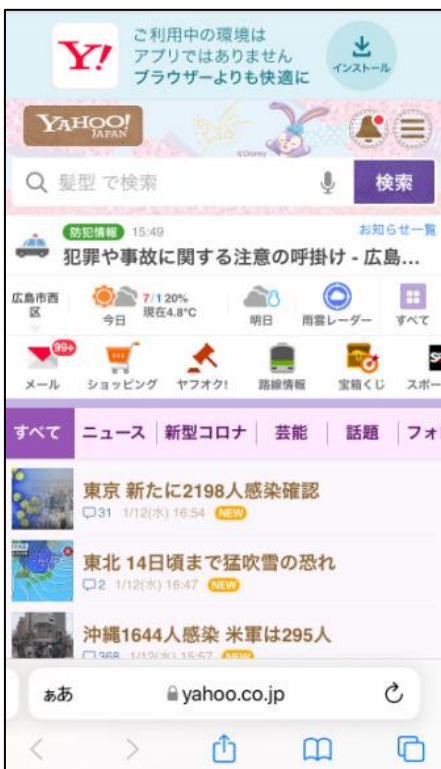 Y!
ご利用中の環境は
アプリではありません
ブラウザーよりも快適に
インストール
YAHOO!
JAPAN
©Disney
髪型 で検索
検索
防犯情報 15:49
お知らせ一覧
犯罪や事故に関する注意の呼掛け - 広島...
広島市西区
7/1 20%
現在4.8°C
今日
明日
雨雲レーダー
すべて
99+
メール
ショッピング
ヤフオク!
路線情報
宝箱くじ
スポー
すべて
ニュース
新型コロナ
芸能
話題
フォ
東京 新たに2198人感染確認
31 1/12(水) 16:54 NEW
東北 14日頃まで猛吹雪の恐れ
2 1/12(水) 16:47 NEW
沖縄1644人感染 米軍は295人
368 1/12(水) 15:57 NEW
ぁあ
yahoo.co.jp